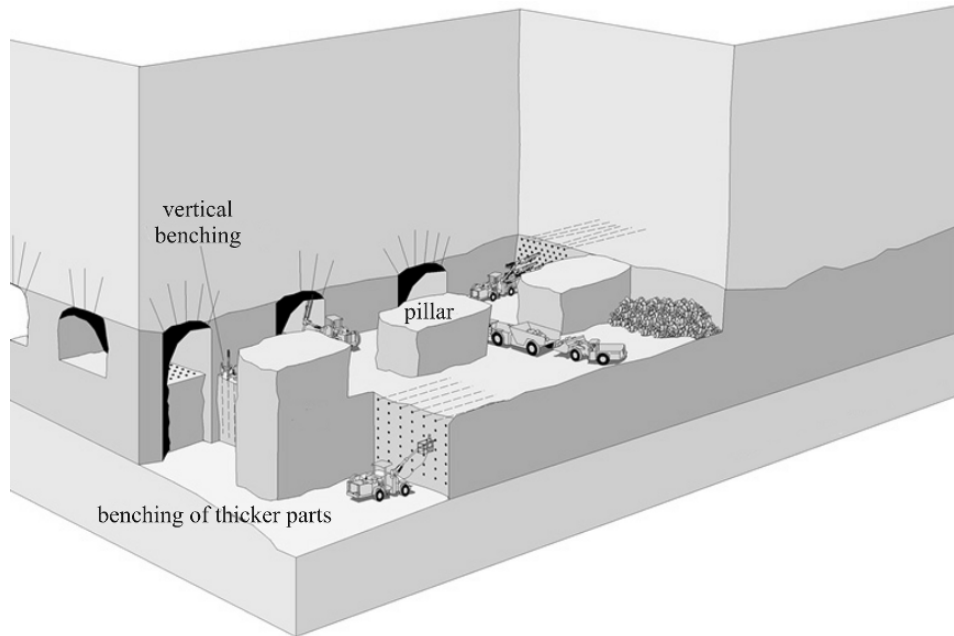 vertical
benching
pillar
benching of thicker parts